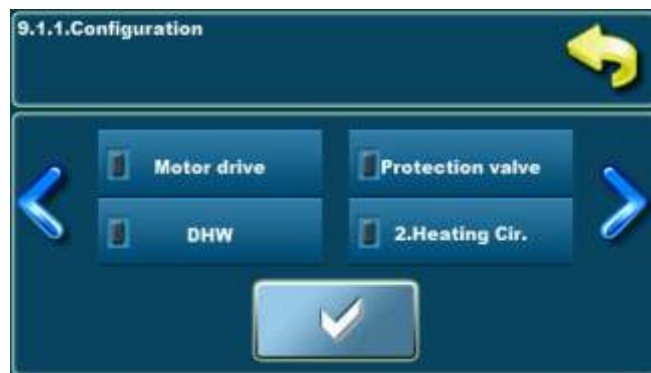 9.1.1.Configuration
Motor drive
Protection valve
DHW
2.Heating Cir.